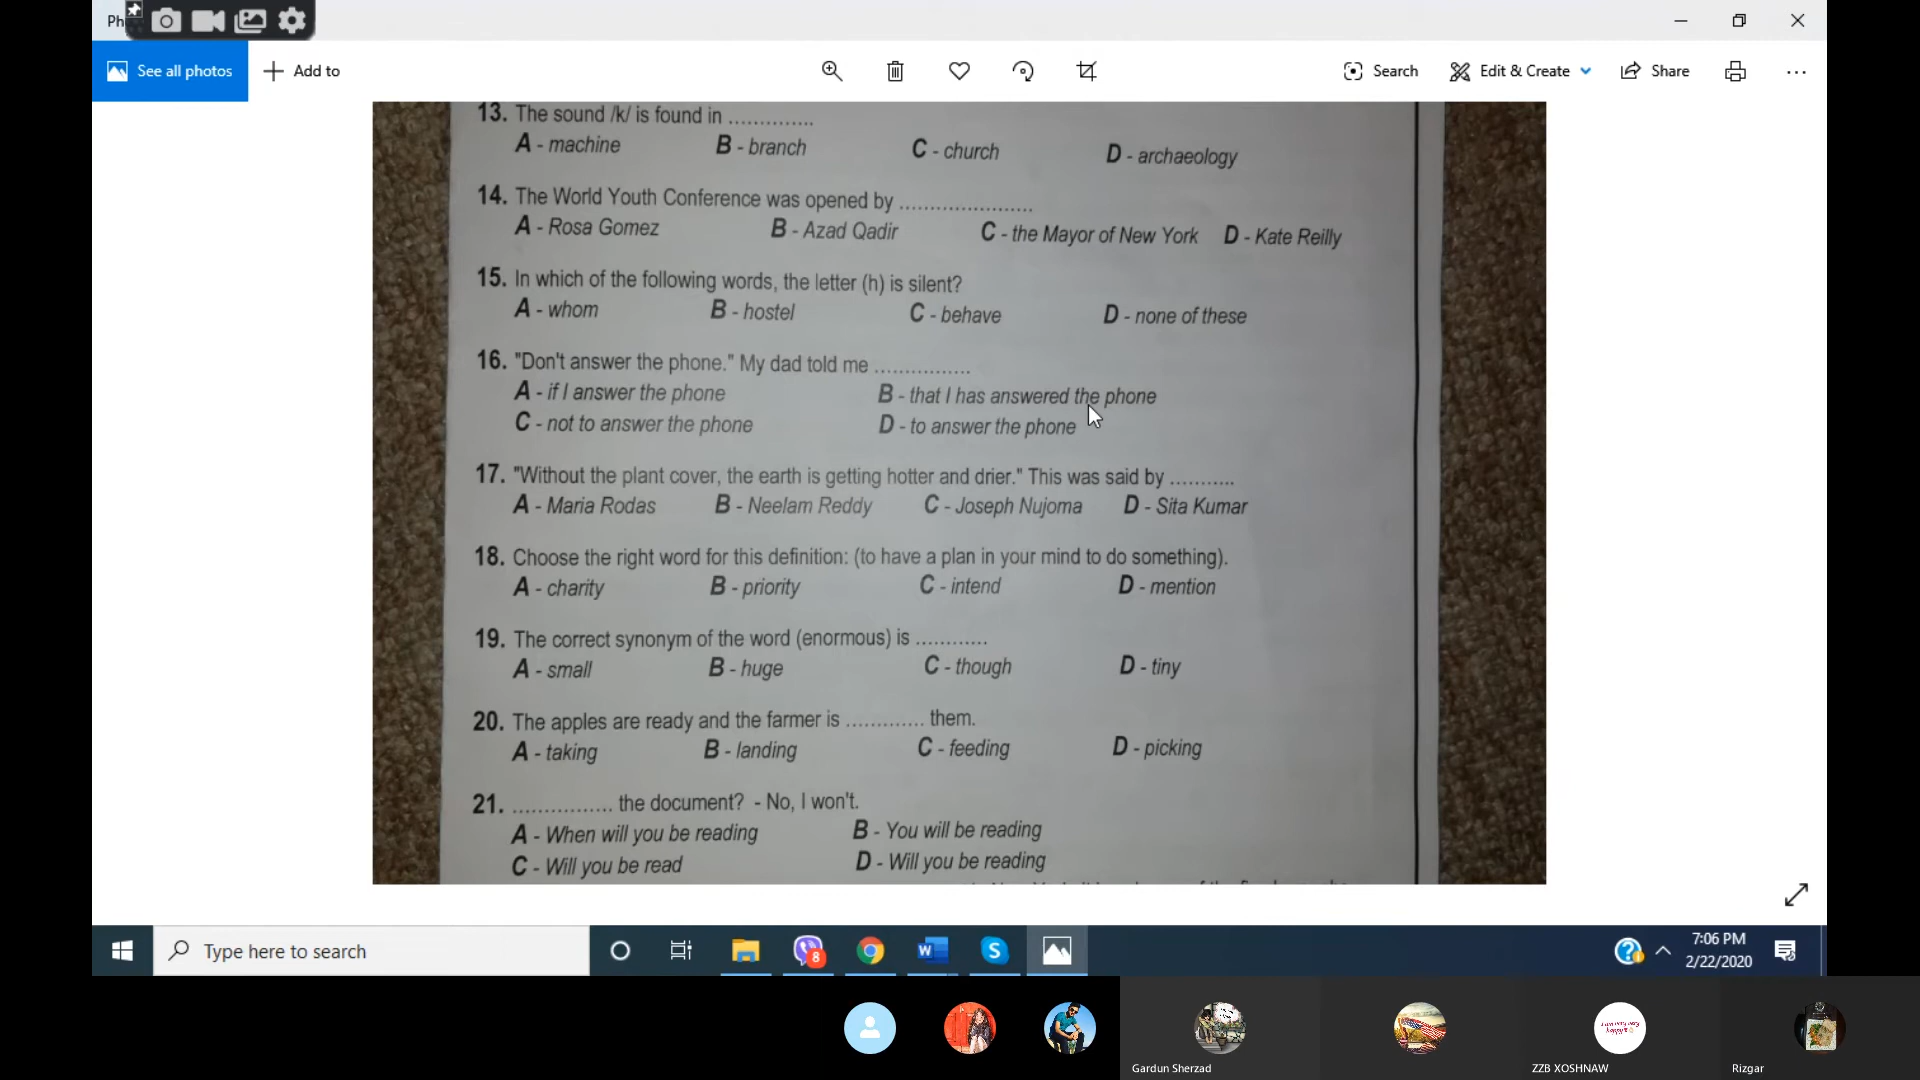 Ph
See all photos
Add to
Search
Edit & Create
Share
13. The sound /k/ is found in ..............
A - machine B - branch C - church D - archaeology
14. The World Youth Conference was opened by .....................
A - Rosa Gomez B - Azad Qadir C - the Mayor of New York D - Kate Reilly
15. In which of the following words, the letter (h) is silent?
A - whom B - hostel C - behave D - none of these
16. "Don't answer the phone." My dad told me ...............
A - if I answer the phone B - that I has answered the phone
C - not to answer the phone D - to answer the phone
17. "Without the plant cover, the earth is getting hotter and drier." This was said by ...........
A - Maria Rodas B - Neelam Reddy C - Joseph Nujoma D - Sita Kumar
18. Choose the right word for this definition: (to have a plan in your mind to do something).
A - charity B - priority C - intend D - mention
19. The correct synonym of the word (enormous) is ............
A - small B - huge C - though D - tiny
20. The apples are ready and the farmer is ............. them.
A - taking B - landing C - feeding D - picking
21. ................ the document? - No, I won't.
A - When will you be reading B - You will be reading
C - Will you be read D - Will you be reading
Type here to search
8
7:06 PM
2/22/2020
Gardun Sherzad
ZZB XOSHNAW
Rizgar